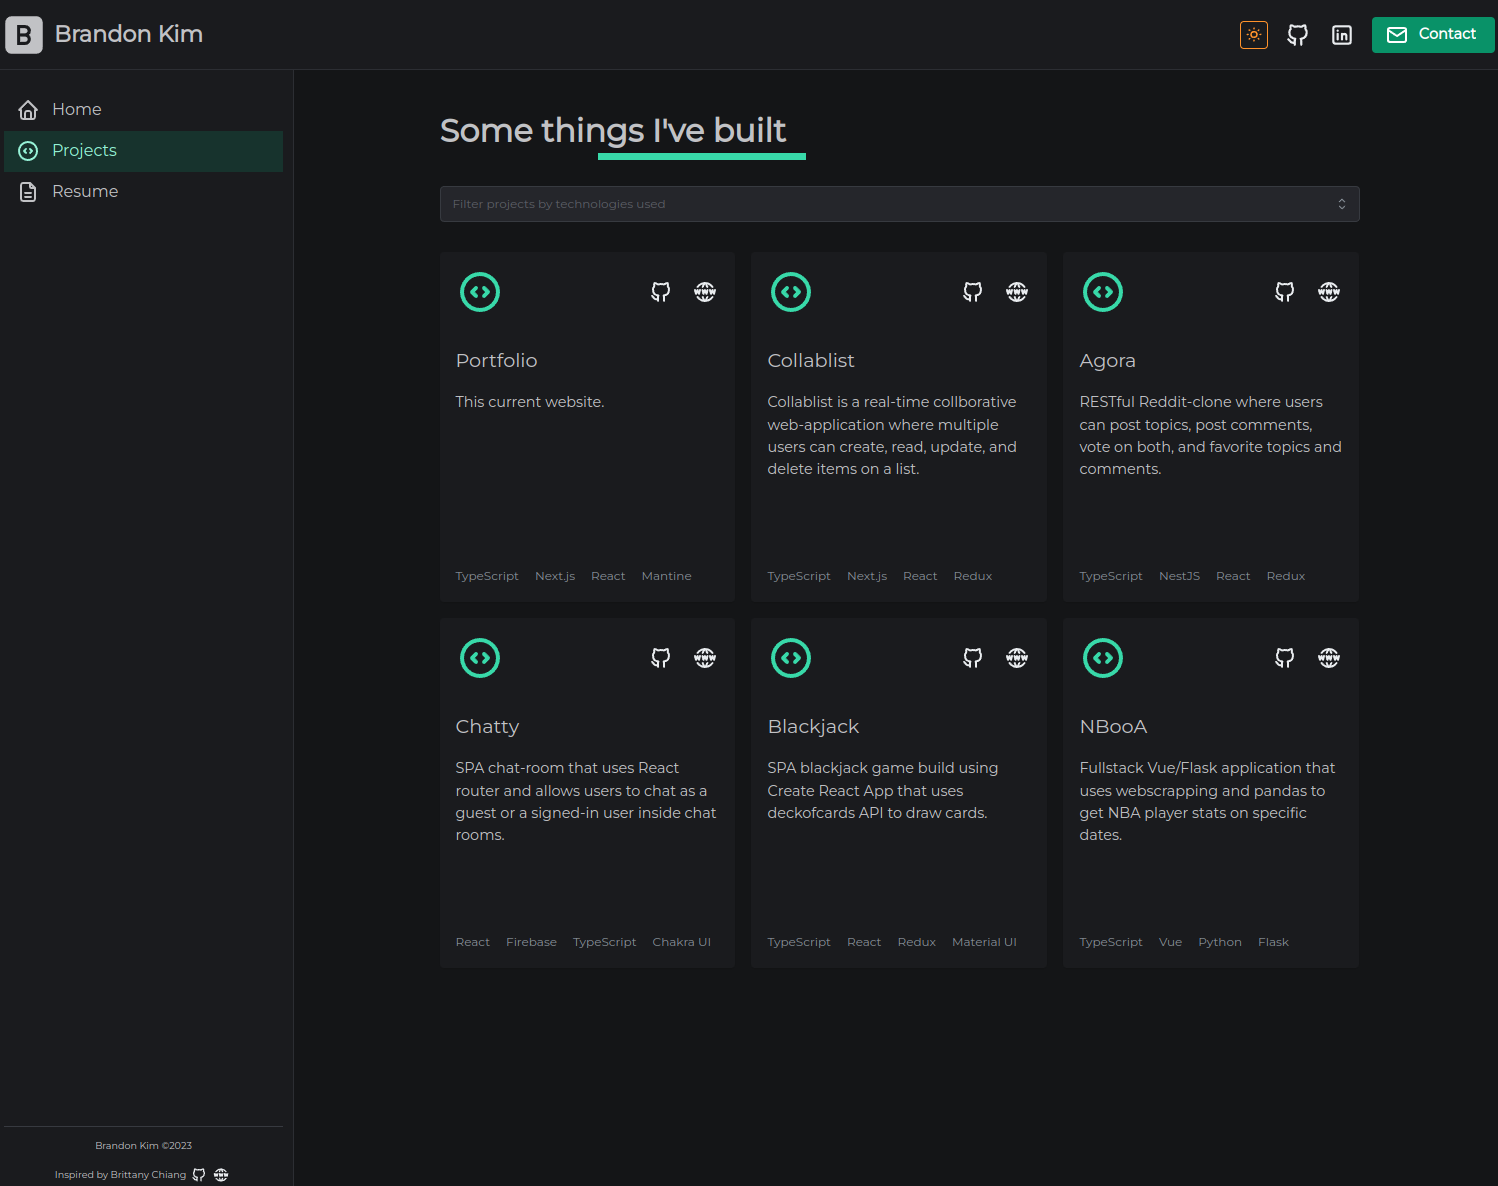 B Brandon Kim
Contact
Home
Projects
Resume
Some things I've built
Filter projects by technologies used
Portfolio
This current website.
TypeScript Next.js React Mantine
Collablist
Collablist is a real-time collborative
web-application where multiple
users can create, read, update, and
delete items on a list.
TypeScript Next.js React Redux
Agora
RESTful Reddit-clone where users
can post topics, post comments,
vote on both, and favorite topics and
comments.
TypeScript NestJS React Redux
Chatty
SPA chat-room that uses React
router and allows users to chat as a
guest or a signed-in user inside chat
rooms.
React Firebase TypeScript Chakra UI
Blackjack
SPA blackjack game build using
Create React App that uses
deckofcards API to draw cards.
TypeScript React Redux Material UI
NBooA
Fullstack Vue/Flask application that
uses webscrapping and pandas to
get NBA player stats on specific
dates.
TypeScript Vue Python Flask
Brandon Kim ©2023
Inspired by Brittany Chiang